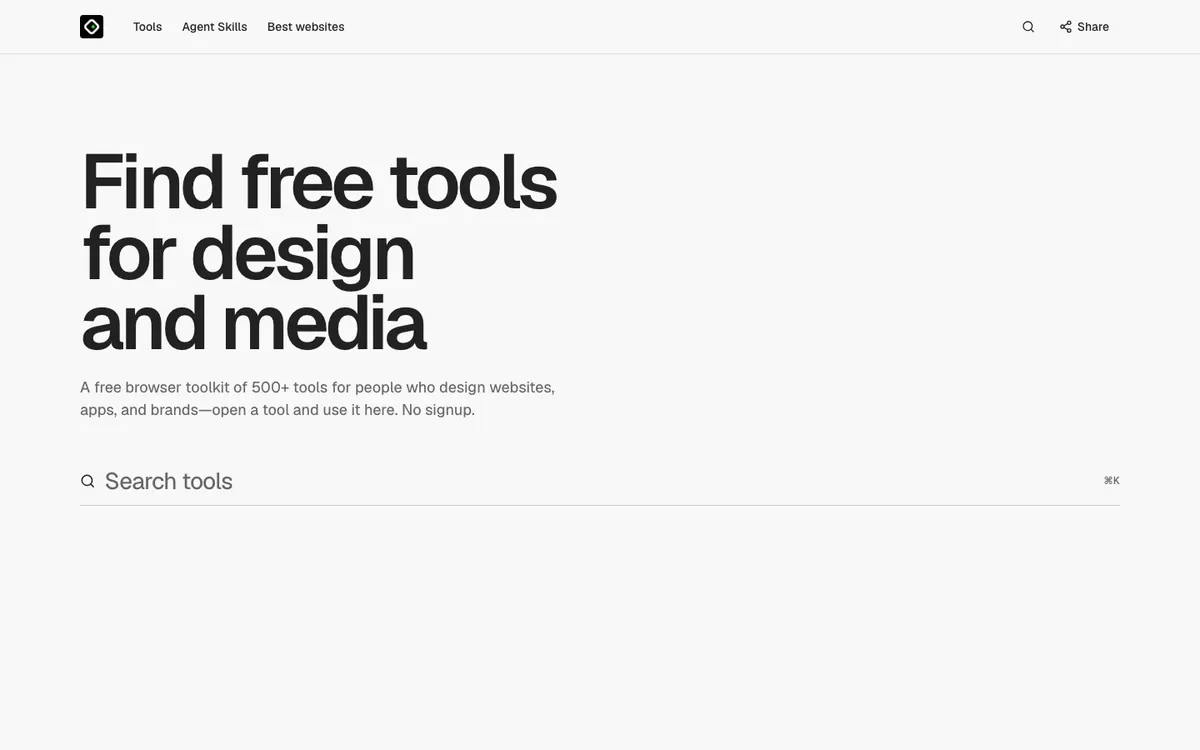 Tools
Agent Skills
Best websites
Share
Find free tools
for design
and media
A free browser toolkit of 500+ tools for people who design websites,
apps, and brands—open a tool and use it here. No signup.
Search tools
⌘K